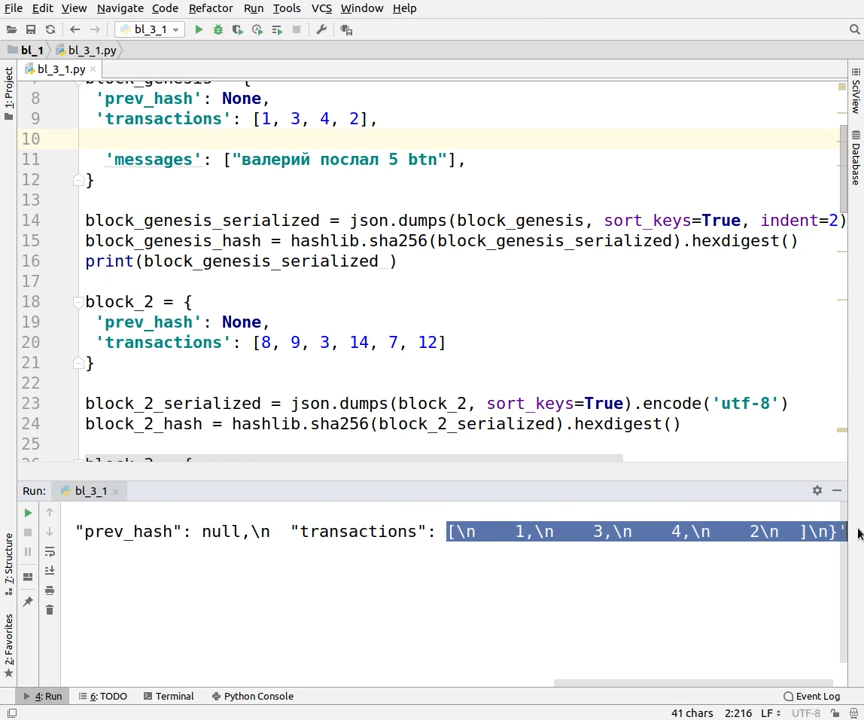 File Edit View Navigate Code Refactor Run Tools VCS Window Help
bl_3_1
bl_1 bl_3_1.py
bl_3_1.py
1: Project
SciView
Database
8 'prev_hash': None,
9 'transactions': [1, 3, 4, 2],
10
11 'messages': ["валерий послал 5 btn"],
12 }
13
14 block_genesis_serialized = json.dumps(block_genesis, sort_keys=True, indent=2)
15 block_genesis_hash = hashlib.sha256(block_genesis_serialized).hexdigest()
16 print(block_genesis_serialized )
17
18 block_2 = {
19 'prev_hash': None,
20 'transactions': [8, 9, 3, 14, 7, 12]
21 }
22
23 block_2_serialized = json.dumps(block_2, sort_keys=True).encode('utf-8')
24 block_2_hash = hashlib.sha256(block_2_serialized).hexdigest()
25
Run: bl_3_1
"prev_hash": null,\n  "transactions": [\n    1,\n    3,\n    4,\n    2\n  ]\n}'
7: Structure
2: Favorites
4: Run 6: TODO Terminal Python Console Event Log
41 chars 2:216 LF UTF-8